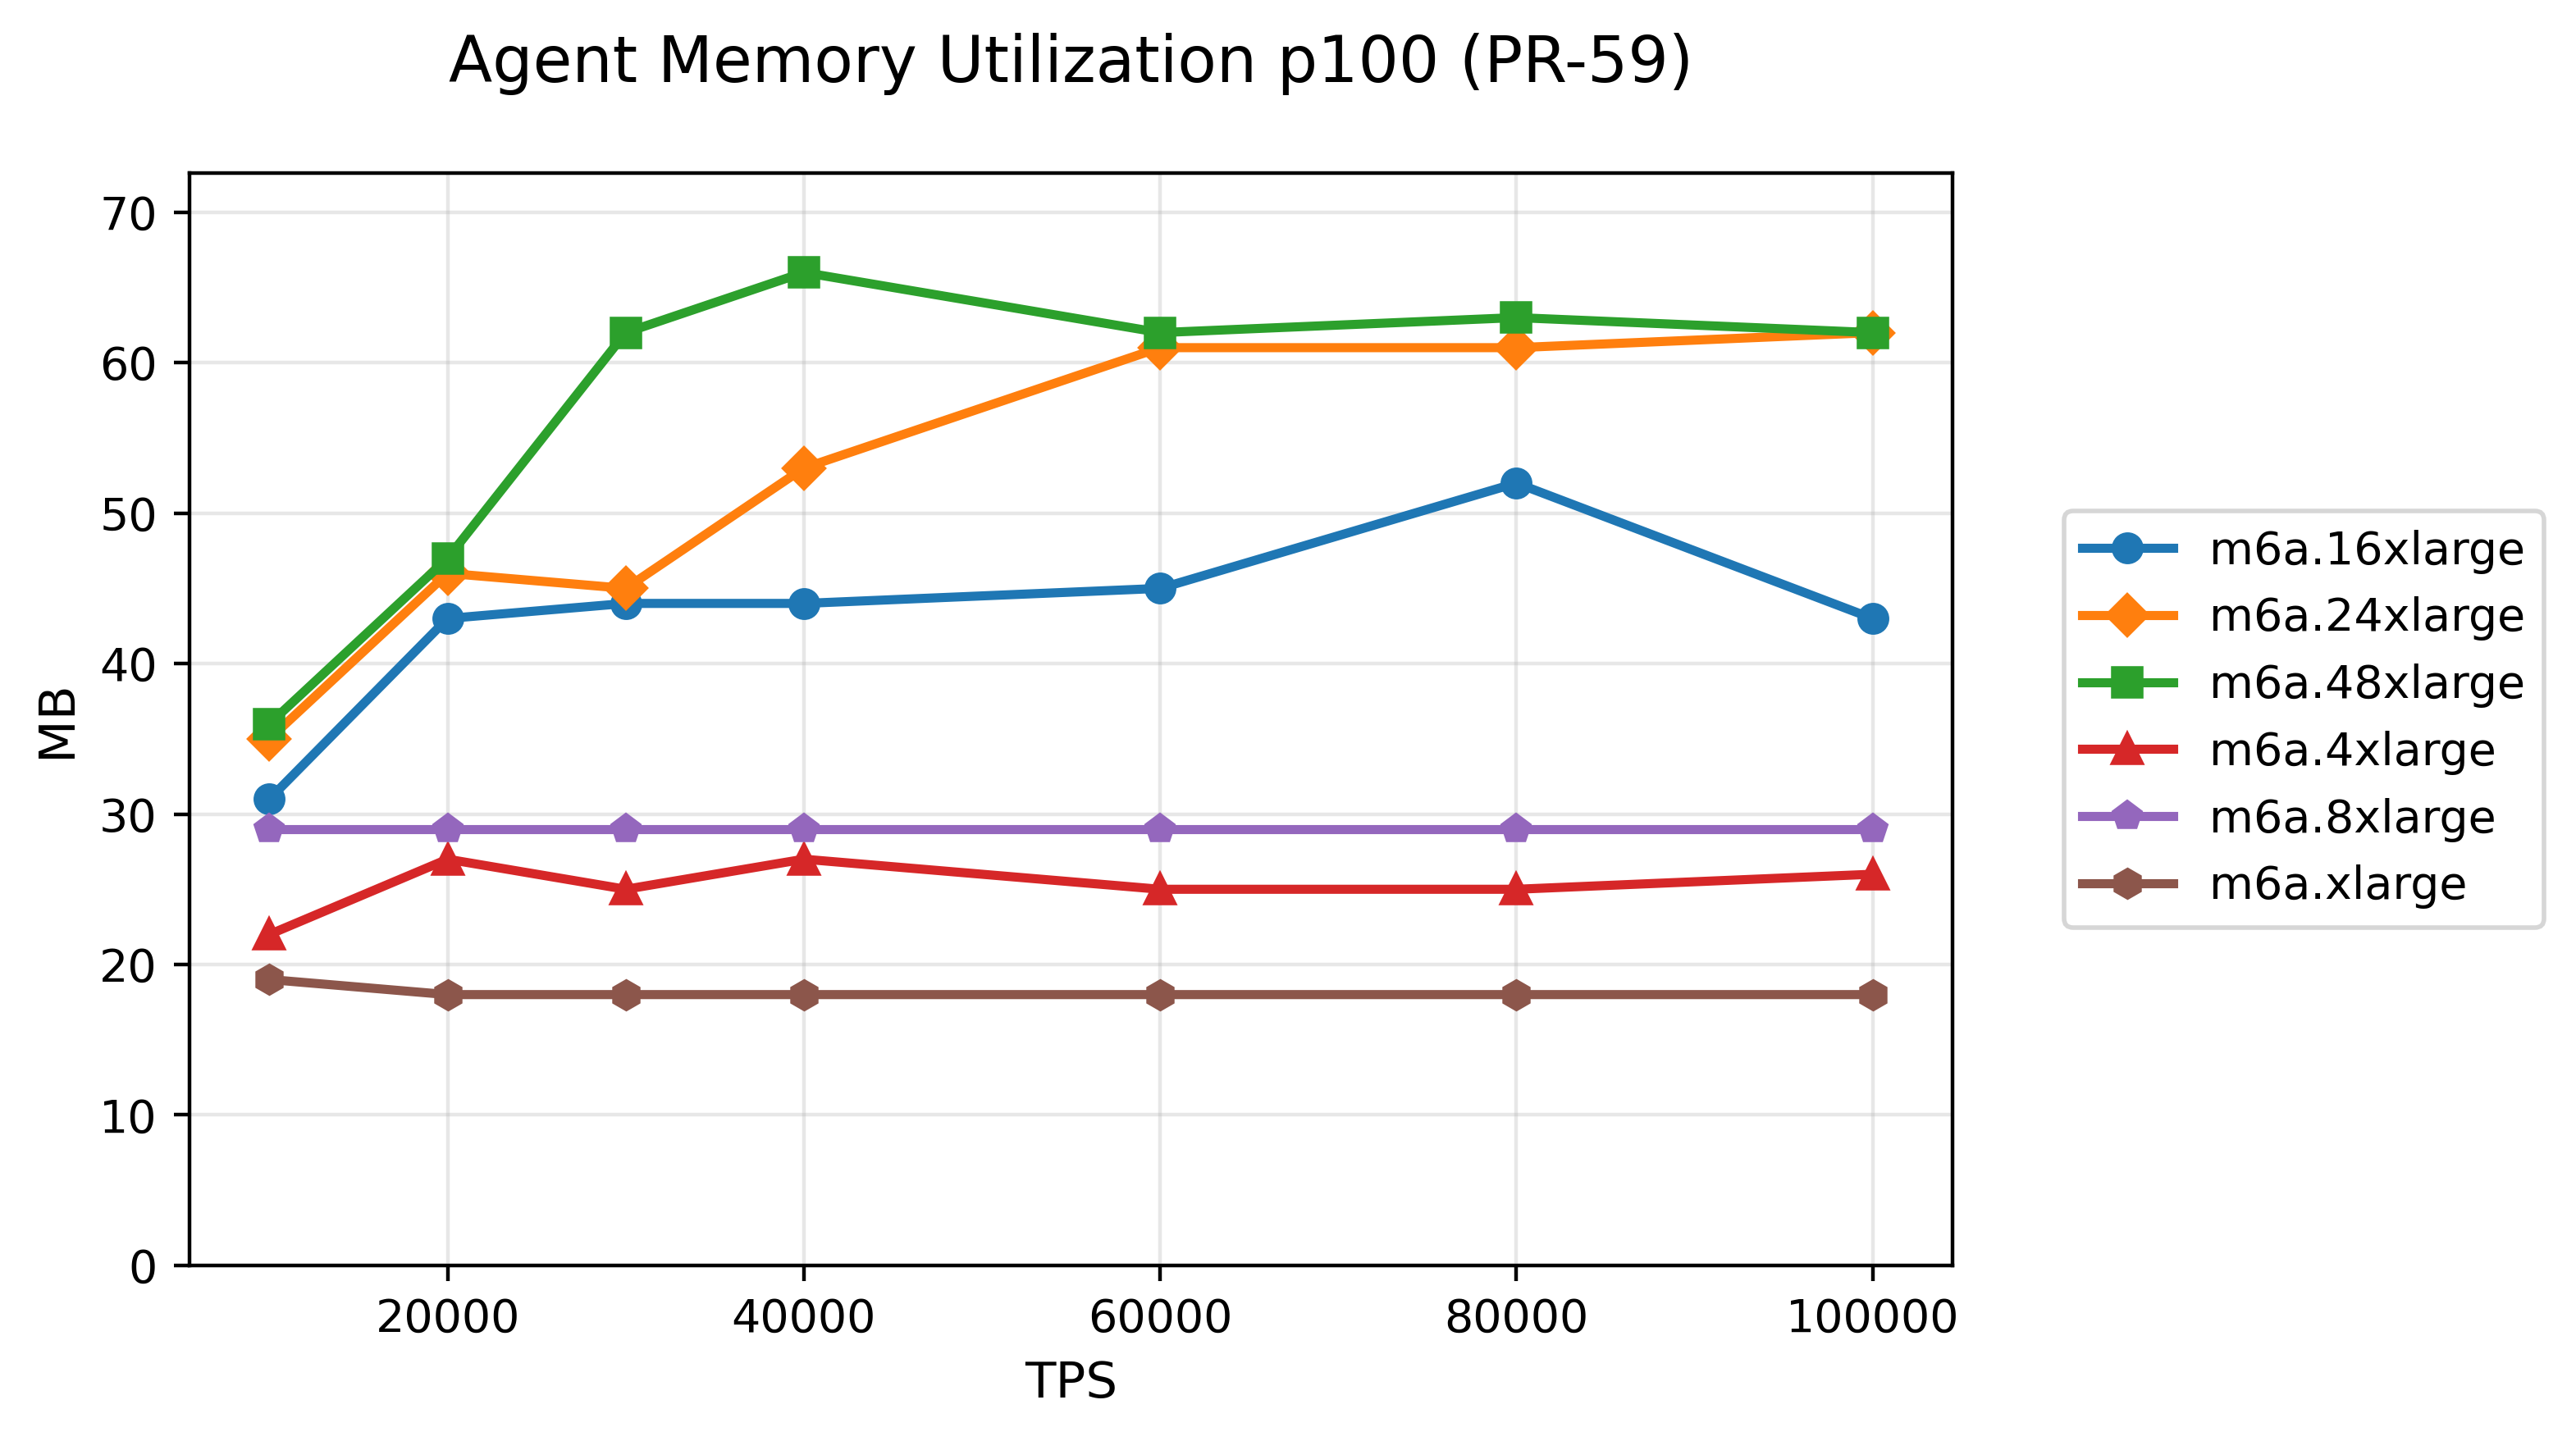 Agent Memory Utilization p100 (PR-59)
70
60
50
40
30
20
10
0
MB
20000
40000
60000
80000
100000
TPS
m6a.16xlarge
m6a.24xlarge
m6a.48xlarge
m6a.4xlarge
m6a.8xlarge
m6a.xlarge